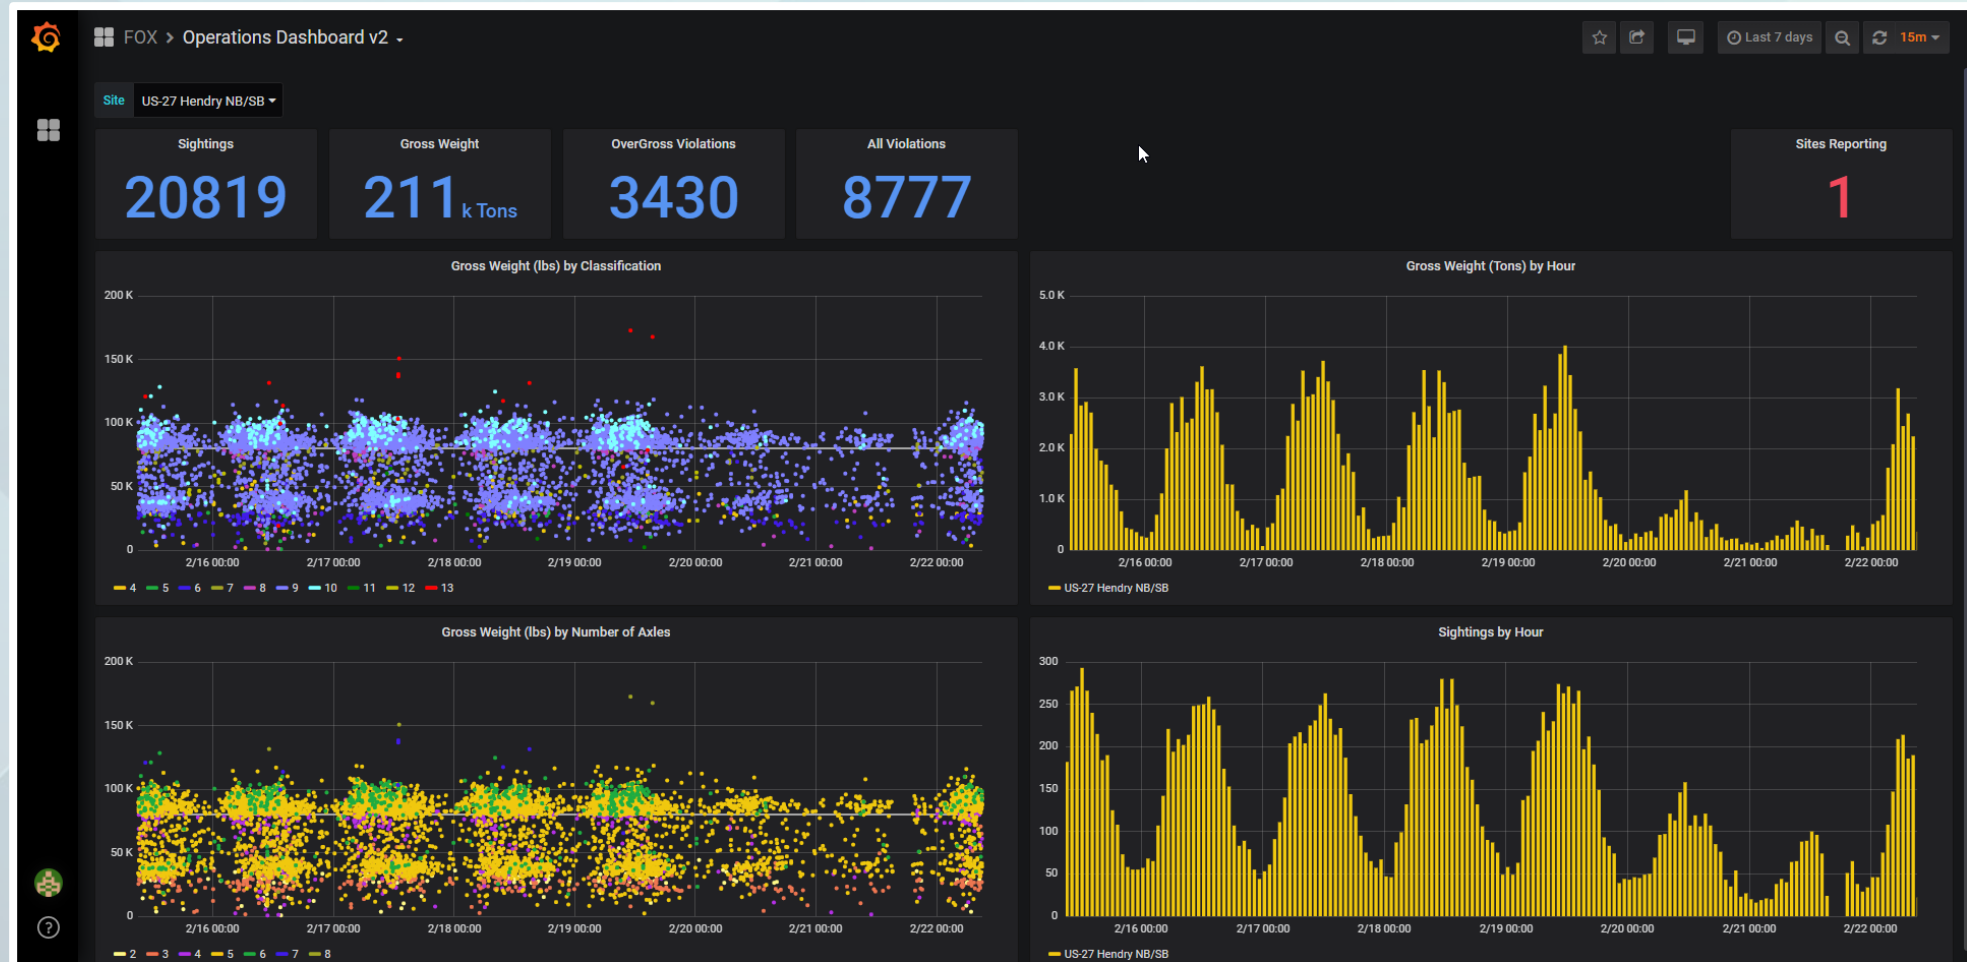 FOX > Operations Dashboard v2
Last 7 days
15m
Site
US-27 Hendry NB/SB
Sightings
20819
Gross Weight
211 k Tons
OverGross Violations
3430
All Violations
8777
Sites Reporting
1
Gross Weight (lbs) by Classification
200 K
150 K
100 K
50 K
0
2/16 00:00 2/17 00:00 2/18 00:00 2/19 00:00 2/20 00:00 2/21 00:00 2/22 00:00
4 5 6 7 8 9 10 11 12 13
Gross Weight (Tons) by Hour
5.0 K
4.0 K
3.0 K
2.0 K
1.0 K
0
2/16 00:00 2/17 00:00 2/18 00:00 2/19 00:00 2/20 00:00 2/21 00:00 2/22 00:00
US-27 Hendry NB/SB
Gross Weight (lbs) by Number of Axles
200 K
150 K
100 K
50 K
0
2/16 00:00 2/17 00:00 2/18 00:00 2/19 00:00 2/20 00:00 2/21 00:00 2/22 00:00
2 3 4 5 6 7 8
Sightings by Hour
300
250
200
150
100
50
0
2/16 00:00 2/17 00:00 2/18 00:00 2/19 00:00 2/20 00:00 2/21 00:00 2/22 00:00
US-27 Hendry NB/SB
?